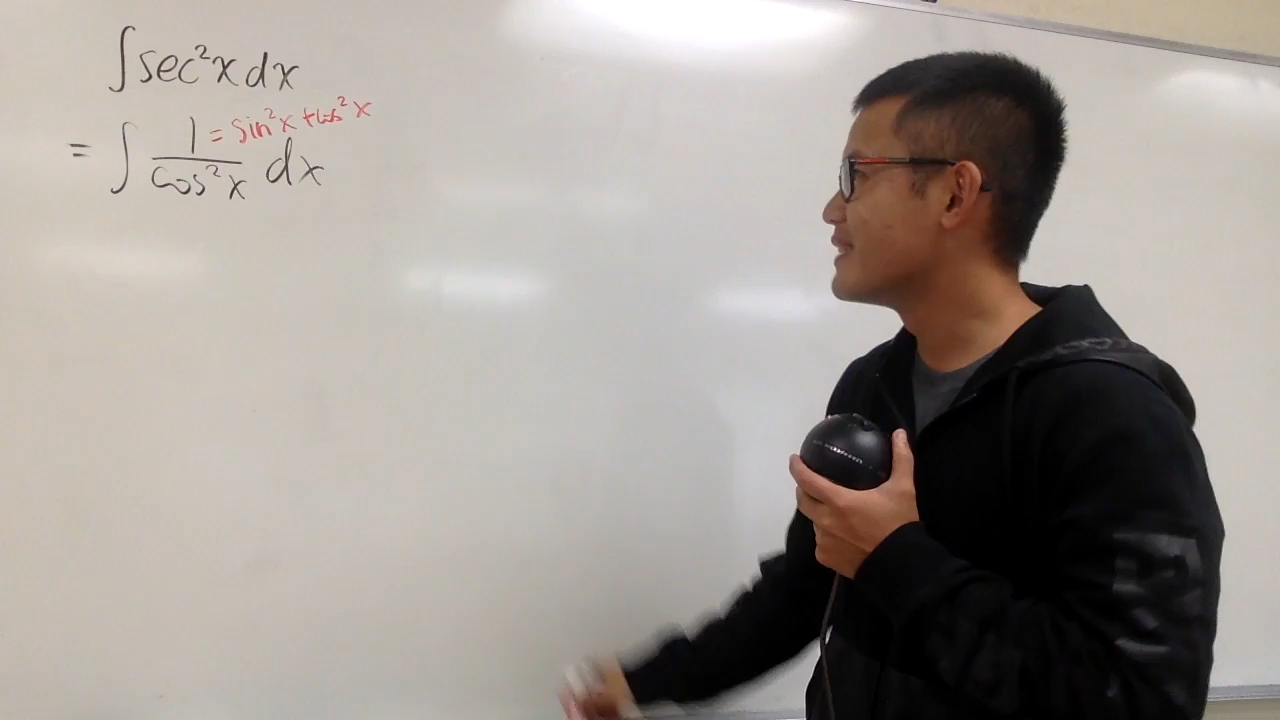 ∫sec²x dx
= ∫ 1/cos²x dx
= sin²x + cos²x